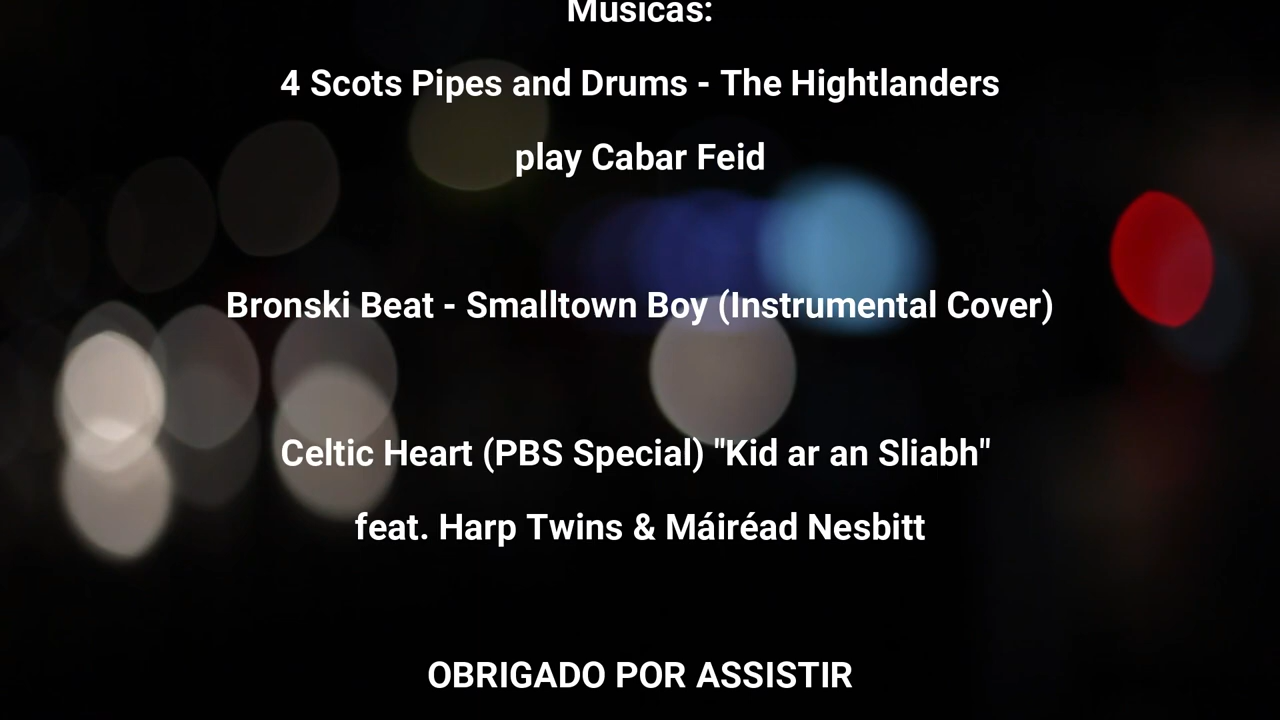 Musicas:
4 Scots Pipes and Drums - The Hightlanders
play Cabar Feid
Bronski Beat - Smalltown Boy (Instrumental Cover)
Celtic Heart (PBS Special) "Kid ar an Sliabh"
feat. Harp Twins & Máiréad Nesbitt
OBRIGADO POR ASSISTIR